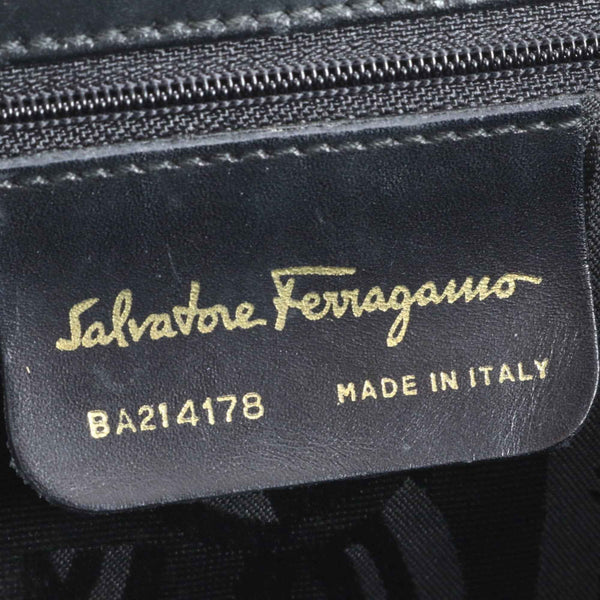 Salvatore Ferragamo
BA214178 MADE IN ITALY